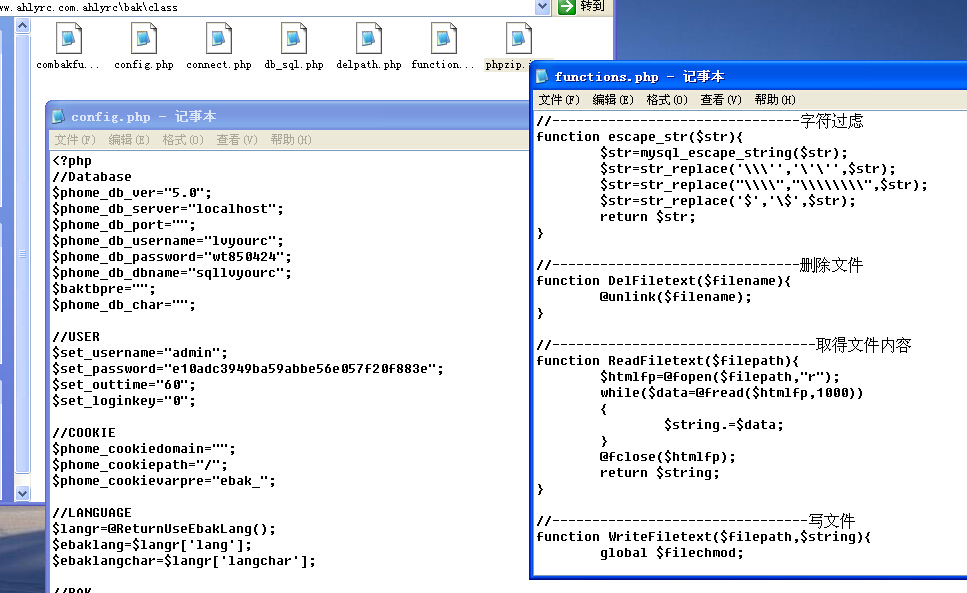 ww.ahlyrc.com.ahlyrc\bak\class
转到
combakfu... config.php connect.php db_sql.php delpath.php function... phpzip.
config.php - 记事本
文件(F) 编辑(E) 格式(O) 查看(V) 帮助(H)
<?php
//Database
$phome_db_ver="5.0";
$phome_db_server="localhost";
$phome_db_port="";
$phome_db_username="lvyourc";
$phome_db_password="wt850424";
$phome_db_dbname="sqllvyourc";
$baktbpre="";
$phome_db_char="";
//USER
$set_username="admin";
$set_password="e10adc3949ba59abbe56e057f20f883e";
$set_outtime="60";
$set_loginkey="0";
//COOKIE
$phome_cookiedomain="";
$phome_cookiepath="/";
$phome_cookievarpre="ebak_";
//LANGUAGE
$langr=@ReturnUseEbakLang();
$ebaklang=$langr['lang'];
$ebaklangchar=$langr['langchar'];
//BAK
functions.php - 记事本
文件(F) 编辑(E) 格式(O) 查看(V) 帮助(H)
//-------------------------------字符过虑
function escape_str($str){
$str=mysql_escape_string($str);
$str=str_replace('\\\'','\'\'',$str);
$str=str_replace("\\\\","\\\\\\\\",$str);
$str=str_replace('$','\$',$str);
return $str;
}
//-------------------------------删除文件
function DelFiletext($filename){
@unlink($filename);
}
//---------------------------------取得文件内容
function ReadFiletext($filepath){
$htmlfp=@fopen($filepath,"r");
while($data=@fread($htmlfp,1000))
{
$string.=$data;
}
@fclose($htmlfp);
return $string;
}
//--------------------------------写文件
function WriteFiletext($filepath,$string){
global $filechmod;